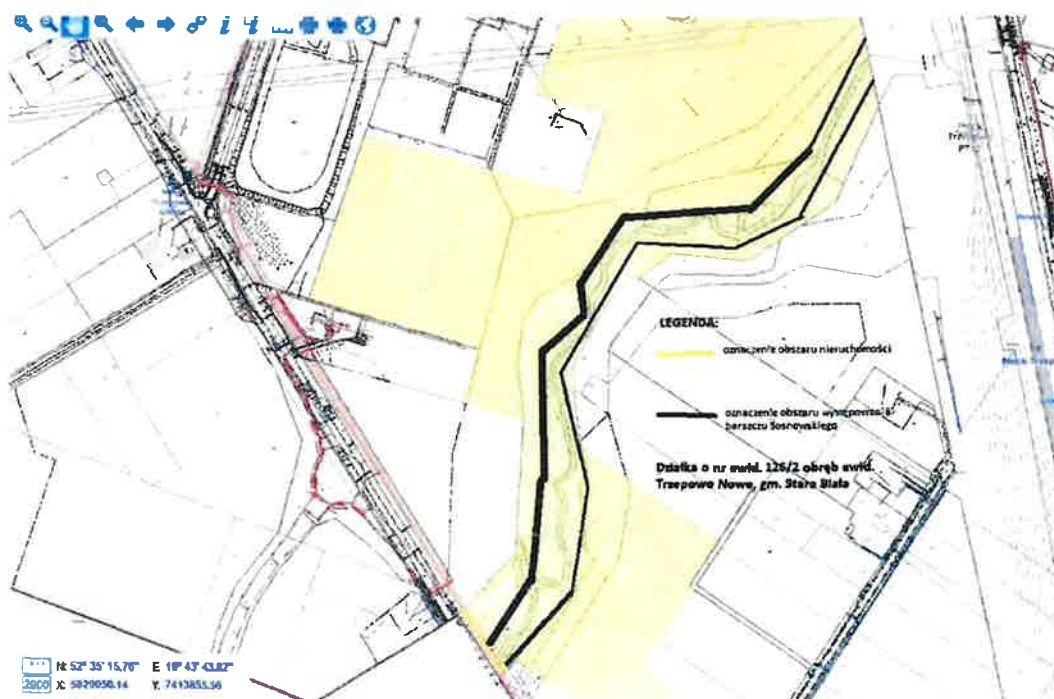 LEGENDA:
oznaczenie obszaru nieruchomości
oznaczenie obszaru występowania
barszczu Sosnowskiego
Działka o nr ewid. 126/2 obręb ewid.
Trzepowo Nowe, gm. Stara Biała
N: 52° 35' 15,76" E: 19° 43' 43,82"
2900 X: 5829050.14 Y: 7413855.56